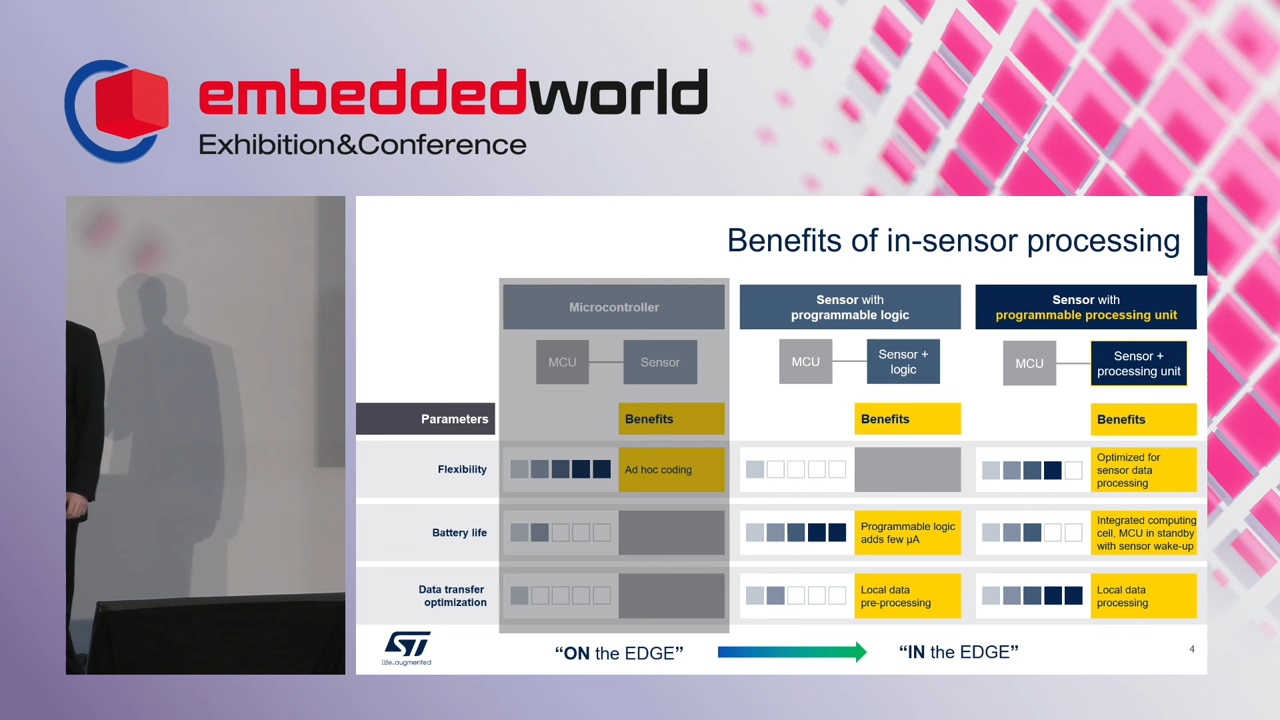 embeddedworld
Exhibition&Conference
Benefits of in-sensor processing
Microcontroller
Sensor with
programmable logic
Sensor with
programmable processing unit
MCU
Sensor
MCU
Sensor +
logic
MCU
Sensor +
processing unit
Parameters
Benefits
Benefits
Benefits
Flexibility
Ad hoc coding
Optimized for
sensor data
processing
Battery life
Programmable logic
adds few µA
Integrated computing
cell, MCU in standby
with sensor wake-up
Data transfer
optimization
Local data
pre-processing
Local data
processing
ST
life.augmented
“ON the EDGE”
“IN the EDGE”
4